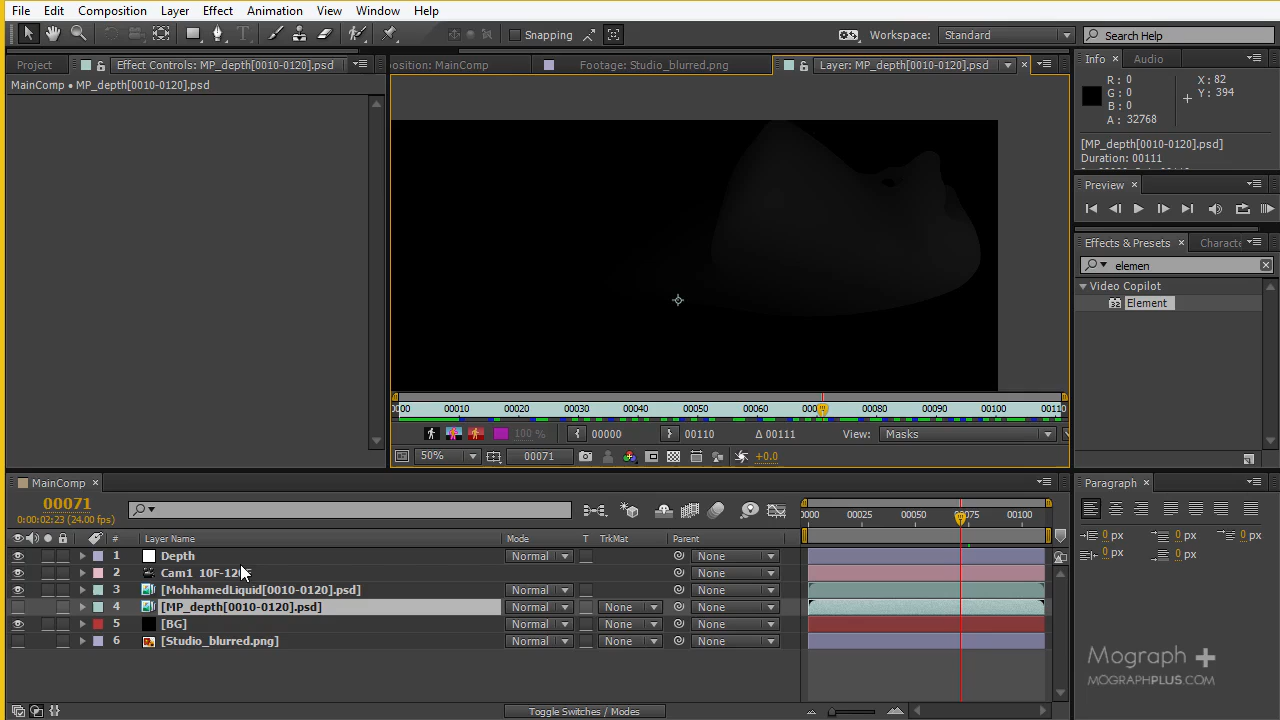 File Edit Composition Layer Effect Animation View Window Help
Snapping Workspace: Standard Search Help
Project Effect Controls: MP_depth[0010-0120].psd position: MainComp Footage: Studio_blurred.png Layer: MP_depth[0010-0120].psd × Info × Audio
MainComp • MP_depth[0010-0120].psd
R: 0 X: 82
G: 0 Y: 394
B: 0
A: 32768
[MP_depth[0010-0120].psd]
Duration: 00111
Preview ×
Effects & Presets × Characte
elemen
Video Copilot
32 Element
0000 00010 00020 00030 00040 00050 00060 00080 00090 00100 00110
100 % 00000 00110 Δ 00111 View: Masks
50% 00071 +0.0
MainComp × Paragraph ×
00071
0:00:02:23 (24.00 fps)
0000 00025 00050 00075 00100
# Layer Name Mode T TrkMat Parent
0 px 0 px 0 px
0 px 0 px
1 Depth Normal None
2 Cam1 10F-12 Normal None
3 [MohhamedLiquid[0010-0120].psd] Normal None
4 [MP_depth[0010-0120].psd] Normal None None
5 [BG] Normal None None
6 [Studio_blurred.png] Normal None None
Mograph +
MOGRAPHPLUS.COM
Toggle Switches / Modes